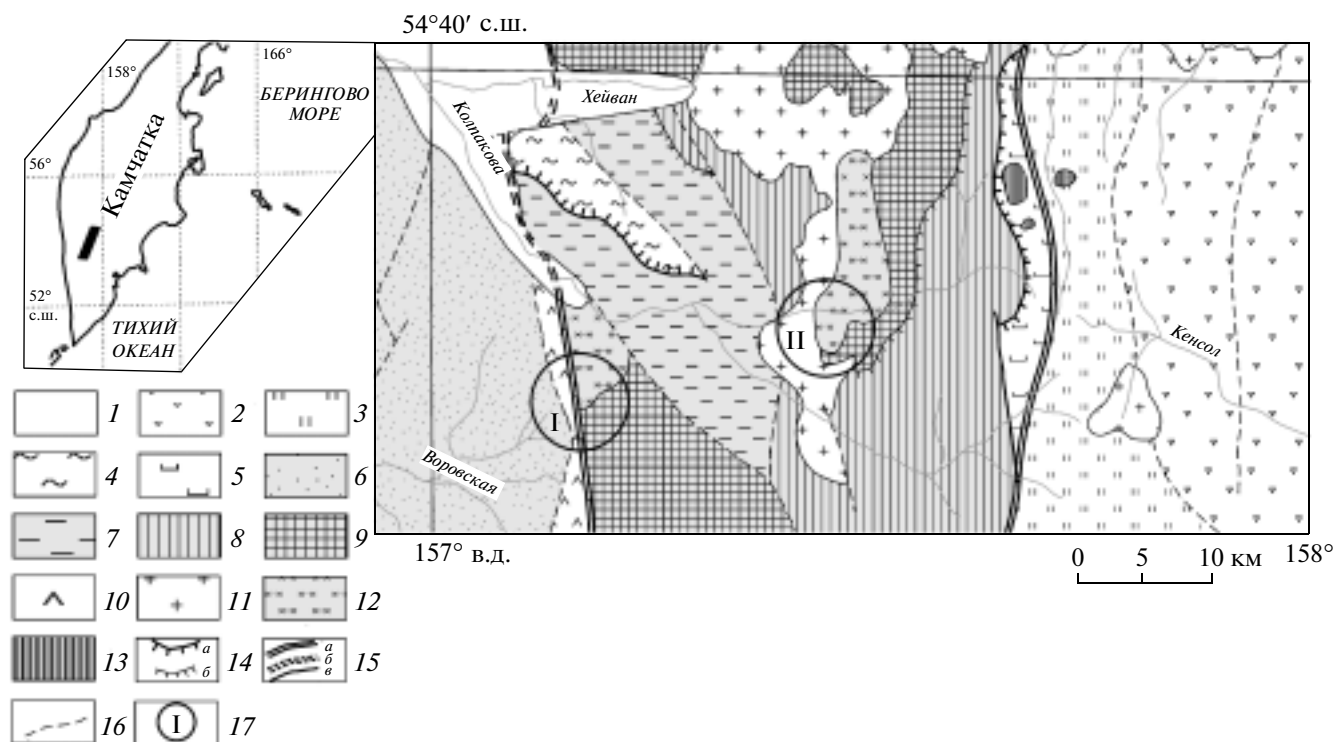 54°40′ с.ш.
158°
166°
БЕРИНГОВО
МОРЕ
Камчатка
56°
52°
с.ш.
ТИХИЙ
ОКЕАН
Хейван
Колпакова
Воровская
Кенсол
I
II
157° в.д.
158°
0 5 10 км
1 2 3
4 5 6
7 8 9
10 11 12
13 а б 14 а б в 15
16 I 17